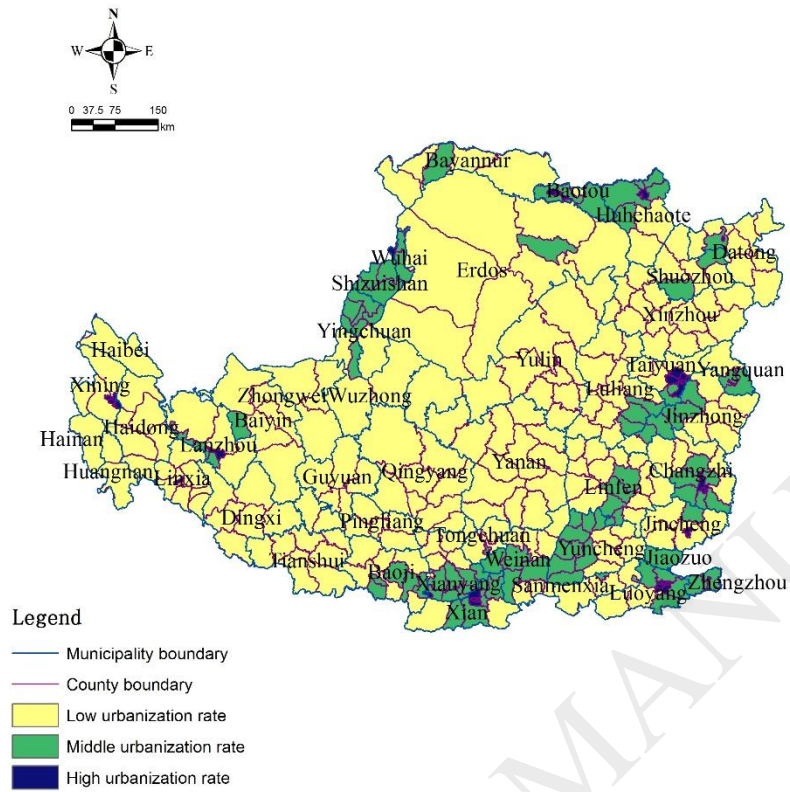 N
W E
S
0 37.5 75 150
km
Bayannur
Baotou
Huhehaote
Wuhai
Datong
Erdos
Shizuishan
Shuozhou
Xinzhou
Yingchuan
Haibei
Yulin
Taiyuan
Yangquan
Xining
Zhongwei
Wuzhong
Luliang
Haidong
Baiyin
Jinzhong
Hainan
Lanzhou
Huangnan
Linxia
Guyuan
Qingyang
Yanan
Changzhi
Linfen
Dingxi
Pingliang
Jincheng
Tongchuan
Tianshui
Weinan
Yuncheng
Jiaozuo
Baoji
Xianyang
Sanmenxia
Luoyang
Zhengzhou
Xian
Legend
Municipality boundary
County boundary
Low urbanization rate
Middle urbanization rate
High urbanization rate
MANU